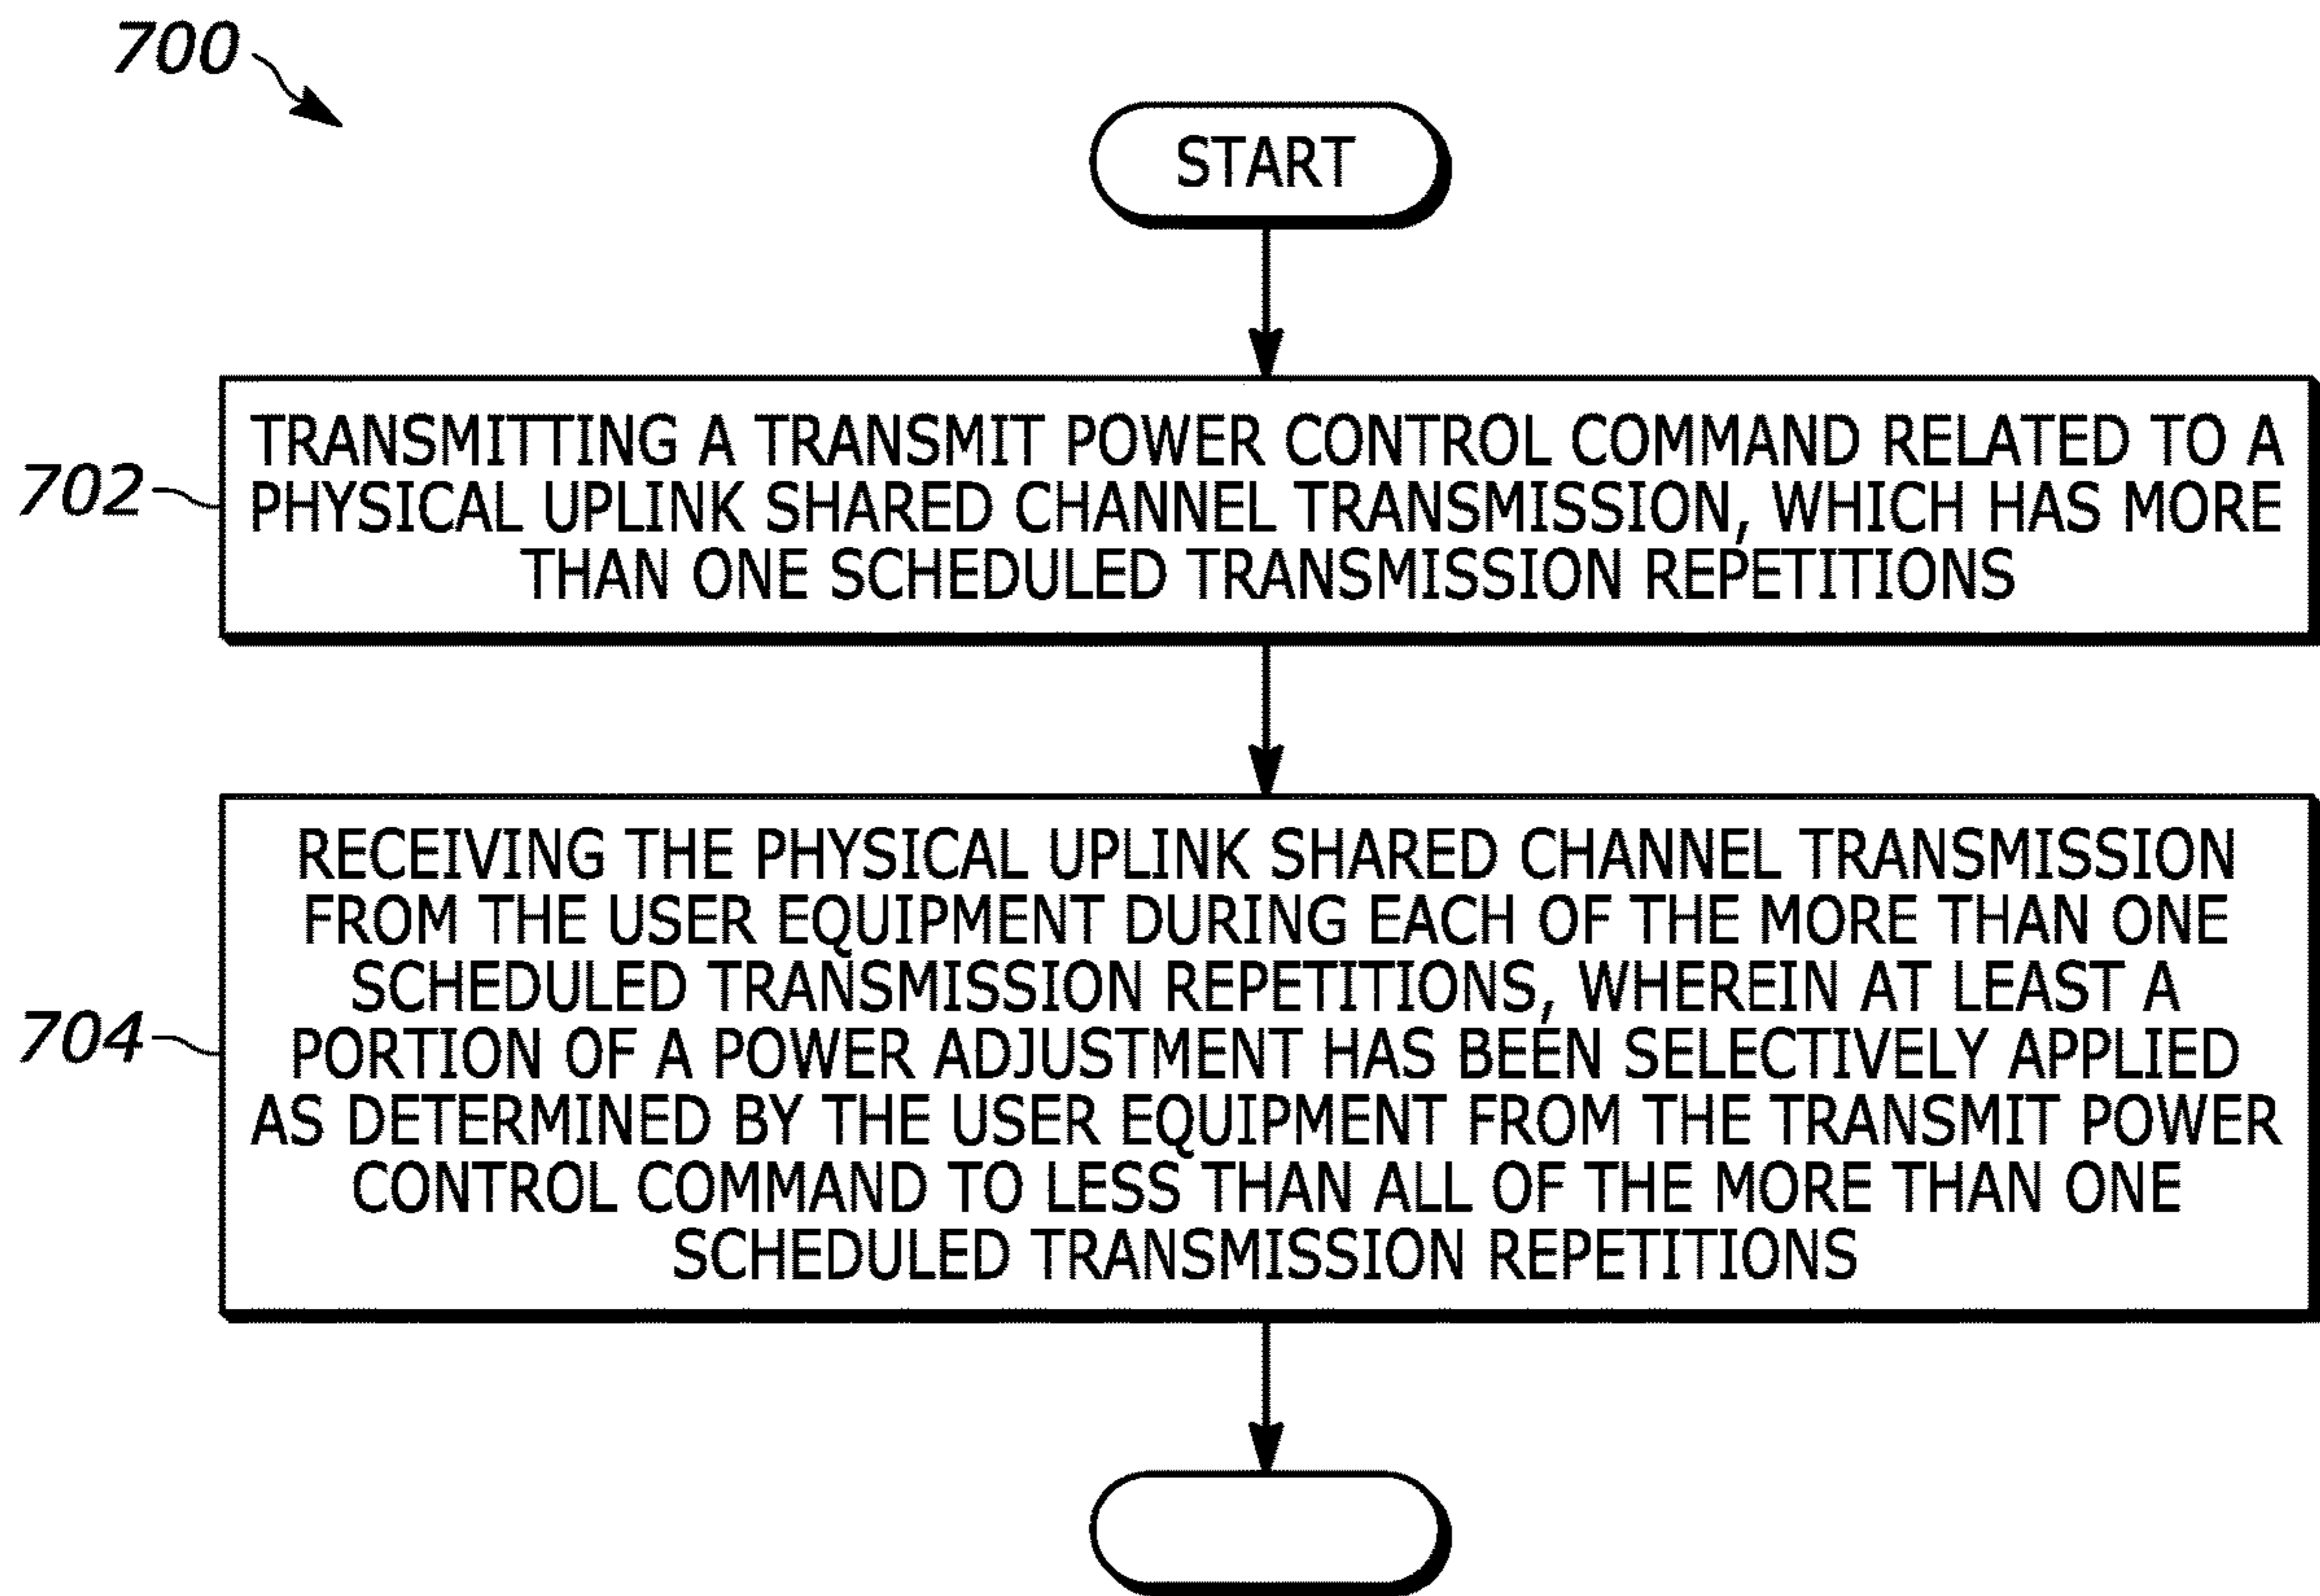 700
START
702
TRANSMITTING A TRANSMIT POWER CONTROL COMMAND RELATED TO A
PHYSICAL UPLINK SHARED CHANNEL TRANSMISSION, WHICH HAS MORE
THAN ONE SCHEDULED TRANSMISSION REPETITIONS
704
RECEIVING THE PHYSICAL UPLINK SHARED CHANNEL TRANSMISSION
FROM THE USER EQUIPMENT DURING EACH OF THE MORE THAN ONE
SCHEDULED TRANSMISSION REPETITIONS, WHEREIN AT LEAST A
PORTION OF A POWER ADJUSTMENT HAS BEEN SELECTIVELY APPLIED
AS DETERMINED BY THE USER EQUIPMENT FROM THE TRANSMIT POWER
CONTROL COMMAND TO LESS THAN ALL OF THE MORE THAN ONE
SCHEDULED TRANSMISSION REPETITIONS